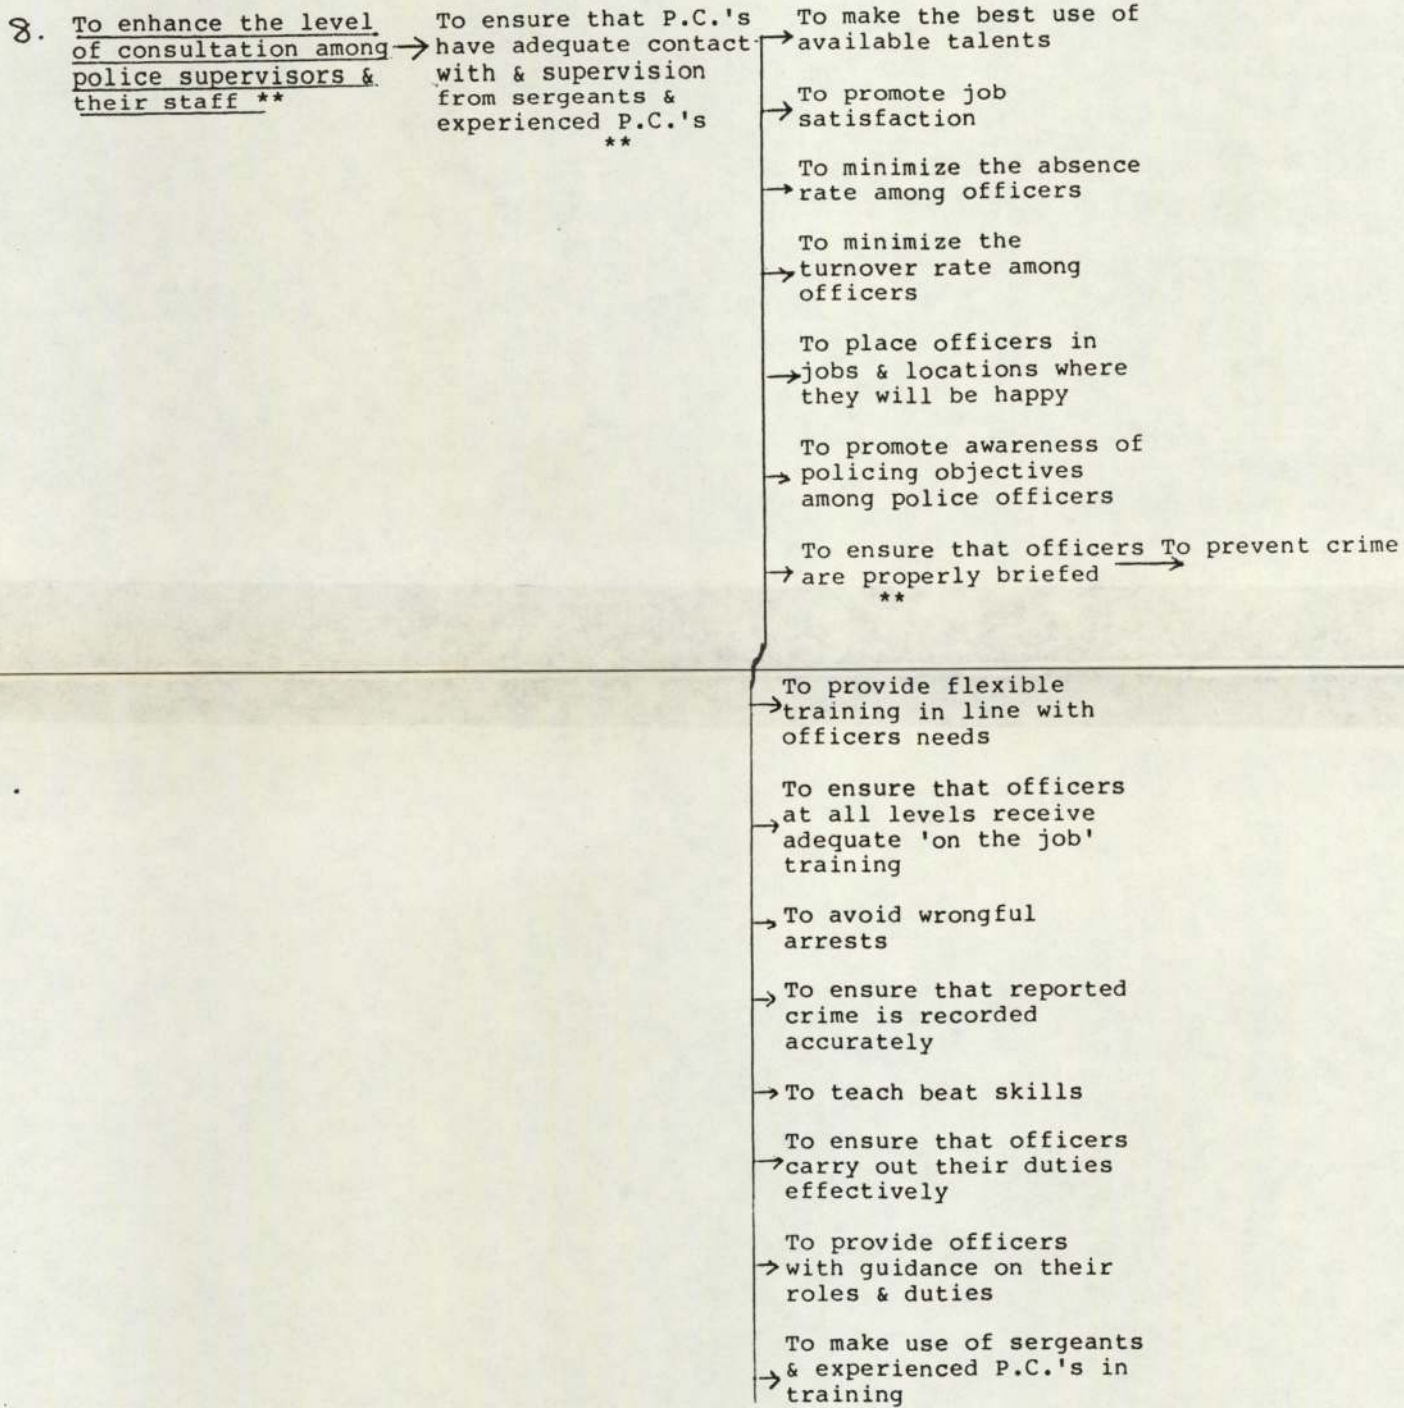 8. To enhance the level
of consultation among
police supervisors &
their staff **
To ensure that P.C.'s
have adequate contact
with & supervision
from sergeants &
experienced P.C.'s
**
To make the best use of
available talents
To promote job
satisfaction
To minimize the absence
rate among officers
To minimize the
turnover rate among
officers
To place officers in
jobs & locations where
they will be happy
To promote awareness of
policing objectives
among police officers
To ensure that officers
are properly briefed
**
To prevent crime
To provide flexible
training in line with
officers needs
To ensure that officers
at all levels receive
adequate 'on the job'
training
To avoid wrongful
arrests
To ensure that reported
crime is recorded
accurately
To teach beat skills
To ensure that officers
carry out their duties
effectively
To provide officers
with guidance on their
roles & duties
To make use of sergeants
& experienced P.C.'s in
training